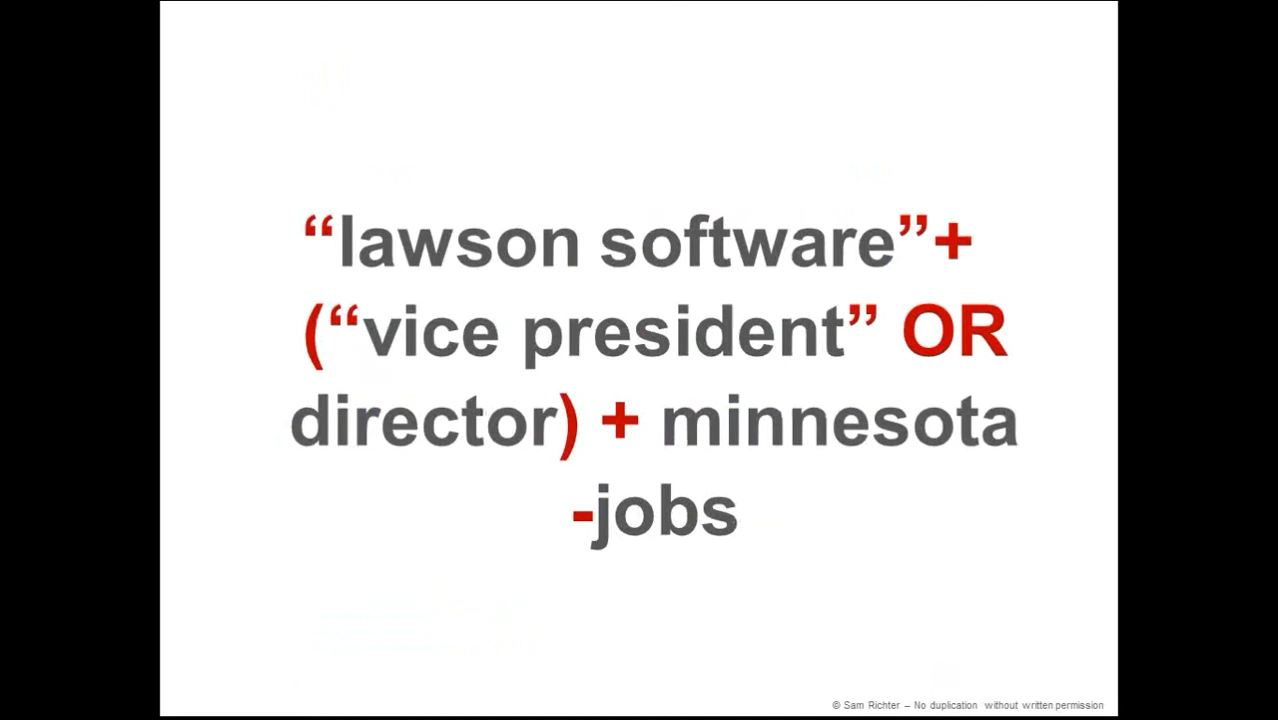 “lawson software”+
(“vice president” OR
director) + minnesota
-jobs
© Sam Richter – No duplication without written permission